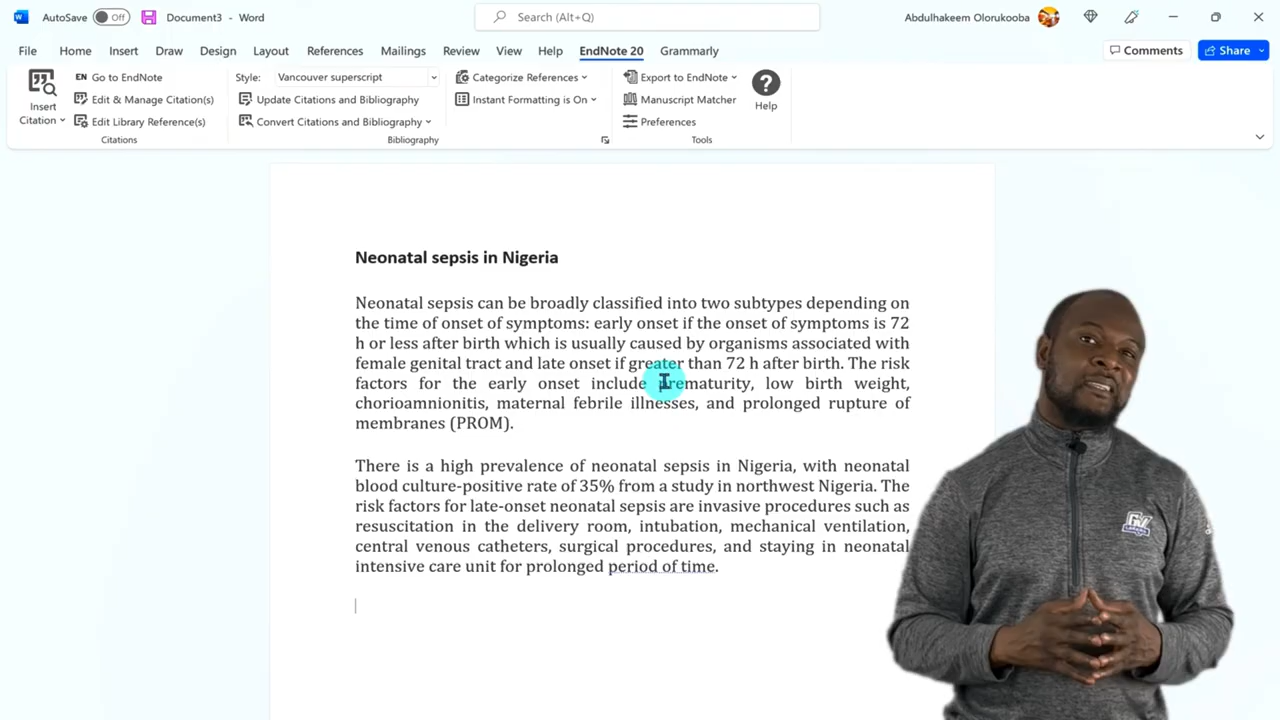 AutoSave Off Document3 - Word Search (Alt+Q) Abdulhakeem Olorukooba
File Home Insert Draw Design Layout References Mailings Review View Help EndNote 20 Grammarly Comments Share
EN Go to EndNote
Edit & Manage Citation(s)
Edit Library Reference(s)
Insert
Citation
Citations
Style: Vancouver superscript
Update Citations and Bibliography
Convert Citations and Bibliography
Categorize References
Instant Formatting is On
Bibliography
Export to EndNote
Manuscript Matcher
Preferences
?
Help
Tools
Neonatal sepsis in Nigeria
Neonatal sepsis can be broadly classified into two subtypes depending on
the time of onset of symptoms: early onset if the onset of symptoms is 72
h or less after birth which is usually caused by organisms associated with
female genital tract and late onset if greater than 72 h after birth. The risk
factors for the early onset include prematurity, low birth weight,
chorioamnionitis, maternal febrile illnesses, and prolonged rupture of
membranes (PROM).
There is a high prevalence of neonatal sepsis in Nigeria, with neonatal
blood culture-positive rate of 35% from a study in northwest Nigeria. The
risk factors for late-onset neonatal sepsis are invasive procedures such as
resuscitation in the delivery room, intubation, mechanical ventilation,
central venous catheters, surgical procedures, and staying in neonatal
intensive care unit for prolonged period of time.
GV